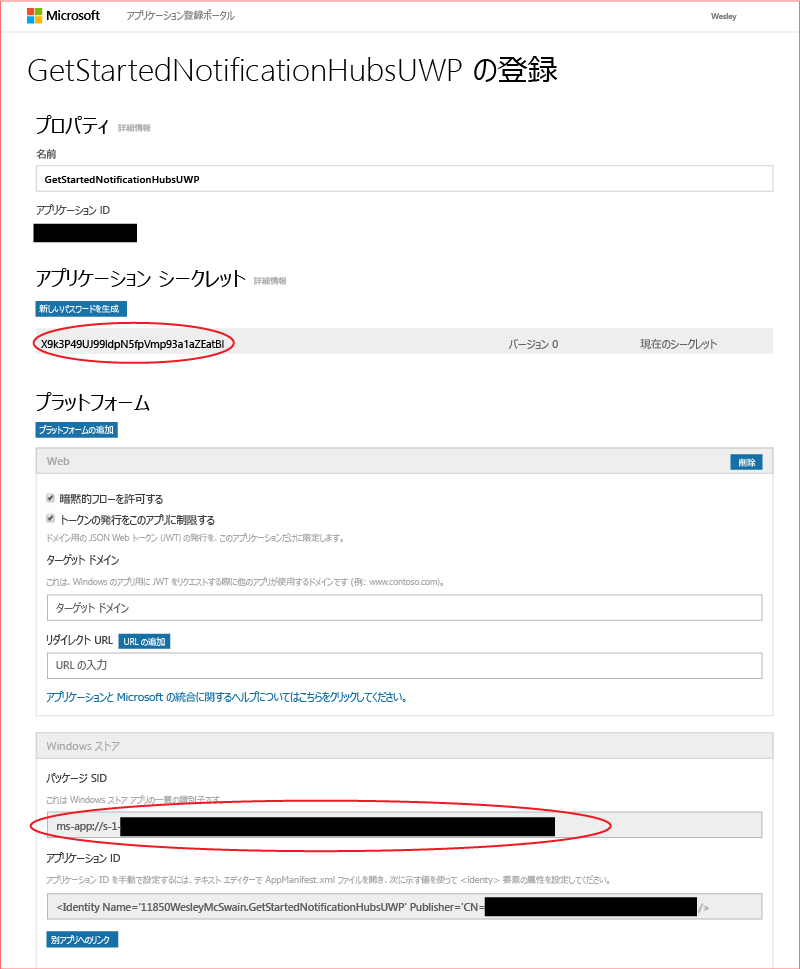 Microsoft アプリケーション登録ポータル Wesley
GetStartedNotificationHubsUWP の登録
プロパティ 詳細情報
名前
GetStartedNotificationHubsUWP
アプリケーション ID
アプリケーション シークレット 詳細情報
新しいパスワードを生成
X9k3P49UJ99IdpN5fpVmp93a1aZEatBI バージョン 0 現在のシークレット
プラットフォーム
プラットフォームの追加
Web 削除
暗黙的フローを許可する
トークンの発行をこのアプリに制限する
ドメイン用の JSON Web トークン (JWT) の発行を、このアプリケーションだけに限定します。
ターゲット ドメイン
これは、Windows のアプリ用に JWT をリクエストする際に他のアプリが使用するドメインです (例: www.contoso.com)。
ターゲット ドメイン
リダイレクト URL URL の追加
URL の入力
アプリケーションと Microsoft の統合に関するヘルプについてはこちらをクリックしてください。
Windows ストア
パッケージ SID
これは Windows ストア アプリの一意の識別子です。
ms-app://s-1-
アプリケーション ID
アプリケーション ID を手動で設定するには、テキスト エディターで AppManifest.xml ファイルを開き、次に示す値を使って <identy> 要素の属性を設定してください。
<Identity Name='11850WesleyMcSwain.GetStartedNotificationHubsUWP' Publisher='CN= />
別アプリへのリンク